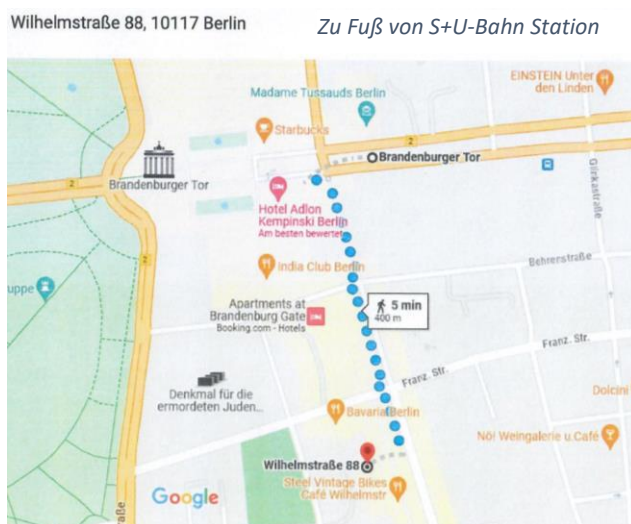 Wilhelmstraße 88, 10117 Berlin
Zu Fuß von S+U-Bahn Station
EINSTEIN Unter
den Linden
Madame Tussauds Berlin
Starbucks
2
Brandenburger Tor
Brandenburger Tor
2
Glinkastraße
Hotel Adlon
Kempinski Berlin
Am besten bewertet
2
India Club Berlin
Behrenstraße
uppe
Apartments at
Brandenburg Gate
Booking.com - Hotels
5 min
400 m
Franz. Str.
Franz. Str.
Denkmal für die
ermordeten Juden...
Dolcini
Bavaria Berlin
Nö! Weingalerie u.Café
Wilhelmstraße 88
Steel Vintage Bikes
Café Wilhelmstr
Google
straße